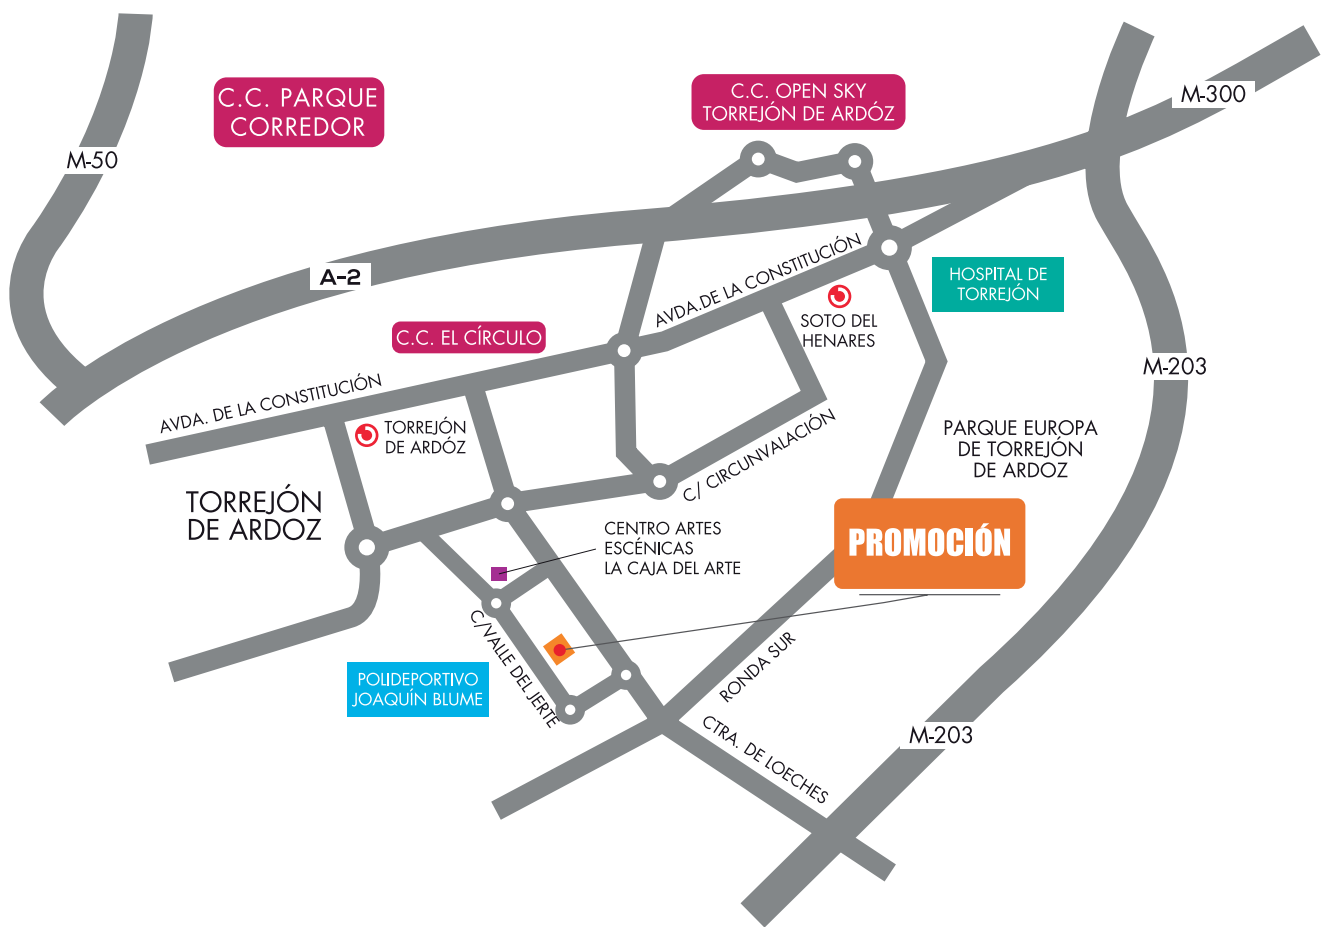 C.C. PARQUE
CORREDOR
C.C. OPEN SKY
TORREJÓN DE ARDÓZ
M-300
M-50
A-2
AVDA.DE LA CONSTITUCIÓN
HOSPITAL DE
TORREJÓN
SOTO DEL
HENARES
C.C. EL CÍRCULO
M-203
AVDA. DE LA CONSTITUCIÓN
TORREJÓN
DE ARDÓZ
PARQUE EUROPA
DE TORREJÓN
DE ARDOZ
C/ CIRCUNVALACIÓN
TORREJÓN
DE ARDOZ
CENTRO ARTES
ESCÉNICAS
LA CAJA DEL ARTE
PROMOCIÓN
C/VALLE DEL JERTE
POLIDEPORTIVO
JOAQUÍN BLUME
RONDA SUR
CTRA. DE LOECHES
M-203